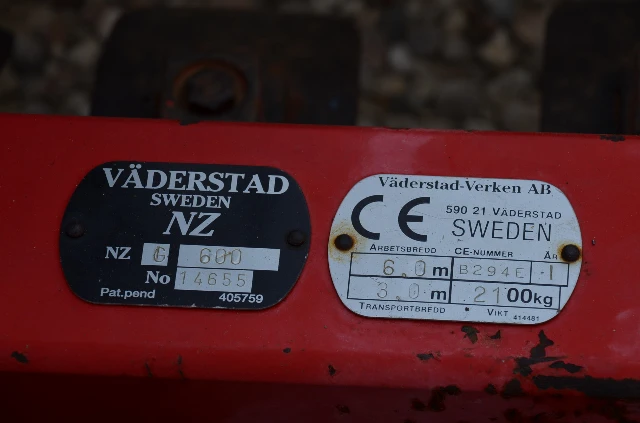 VÄDERSTAD
SWEDEN
NZ
NZ G 600
No 14655
Pat.pend 405759
Väderstad-Verken AB
CE 590 21 VÄDERSTAD
SWEDEN
ARBETSBREDD CE-NUMMER ÅR
6.0 m B294E 1
3.0 m 2100kg
TRANSPORTBREDD VIKT 414481